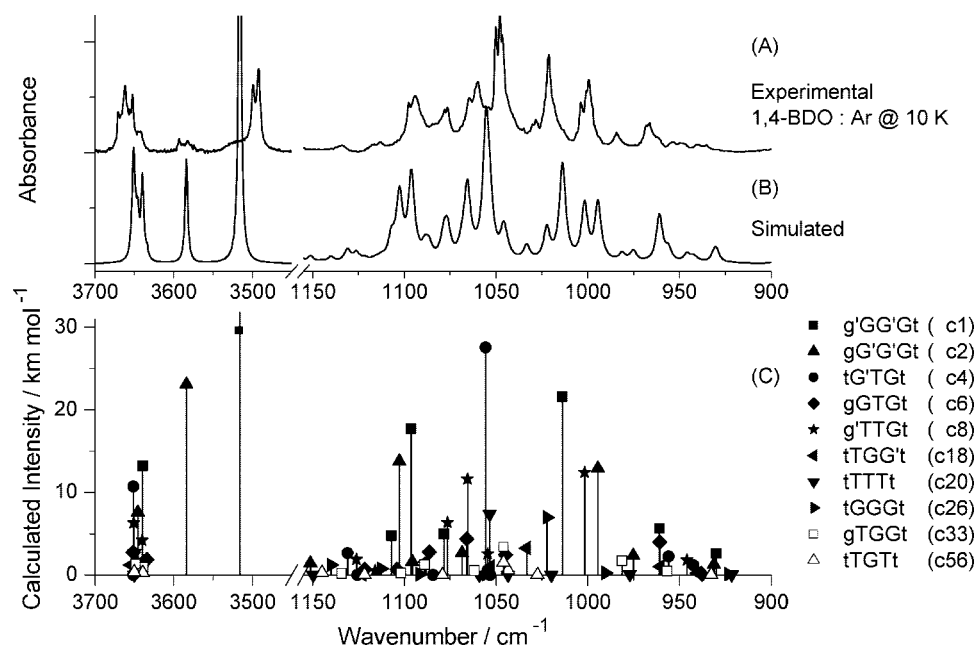 Absorbance
(A)
Experimental
1,4-BDO : Ar @ 10 K
(B)
Simulated
3700 3600 3500 1150 1100 1050 1000 950 900
Calculated Intensity / km mol⁻¹
30
20
10
0
(C)
g'GG'Gt ( c1)
gG'G'Gt ( c2)
tG'TGt ( c4)
gGTGt ( c6)
g'TTGt ( c8)
tTGG't (c18)
tTTTt (c20)
tGGGt (c26)
gTGGt (c33)
tTGTt (c56)
3700 3600 3500 1150 1100 1050 1000 950 900
Wavenumber / cm⁻¹